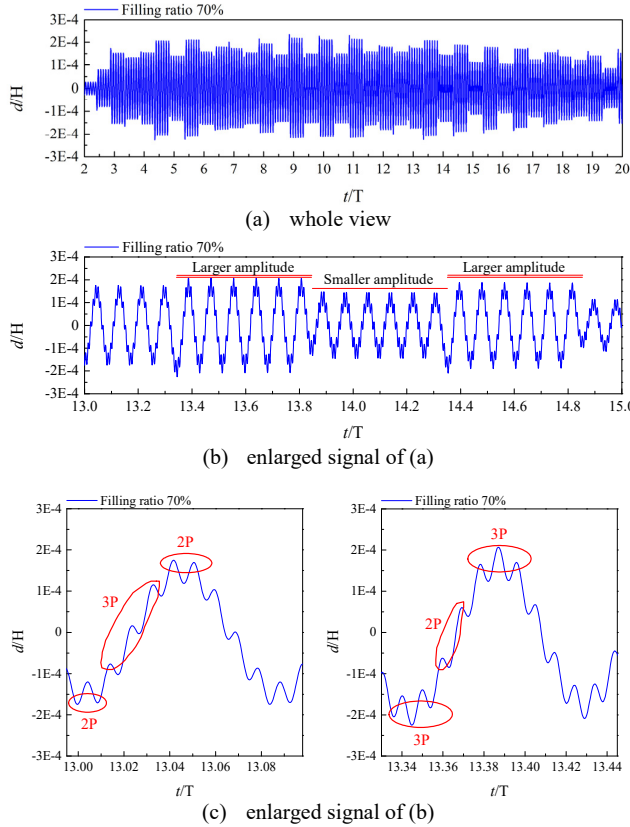 Filling ratio 70%
3E-4
2E-4
1E-4
0
-1E-4
-2E-4
-3E-4
d/H
2 3 4 5 6 7 8 9 10 11 12 13 14 15 16 17 18 19 20
t/T
(a) whole view
Filling ratio 70%
3E-4
2E-4
1E-4
0
-1E-4
-2E-4
-3E-4
d/H
Larger amplitude
Smaller amplitude
Larger amplitude
13.0 13.2 13.4 13.6 13.8 14.0 14.2 14.4 14.6 14.8 15.0
t/T
(b) enlarged signal of (a)
Filling ratio 70%
3E-4
2E-4
1E-4
0
-1E-4
-2E-4
-3E-4
d/H
2P
3P
2P
13.00 13.02 13.04 13.06 13.08
t/T
Filling ratio 70%
3E-4
2E-4
1E-4
0
-1E-4
-2E-4
-3E-4
d/H
3P
2P
3P
13.34 13.36 13.38 13.40 13.42 13.44
t/T
(c) enlarged signal of (b)